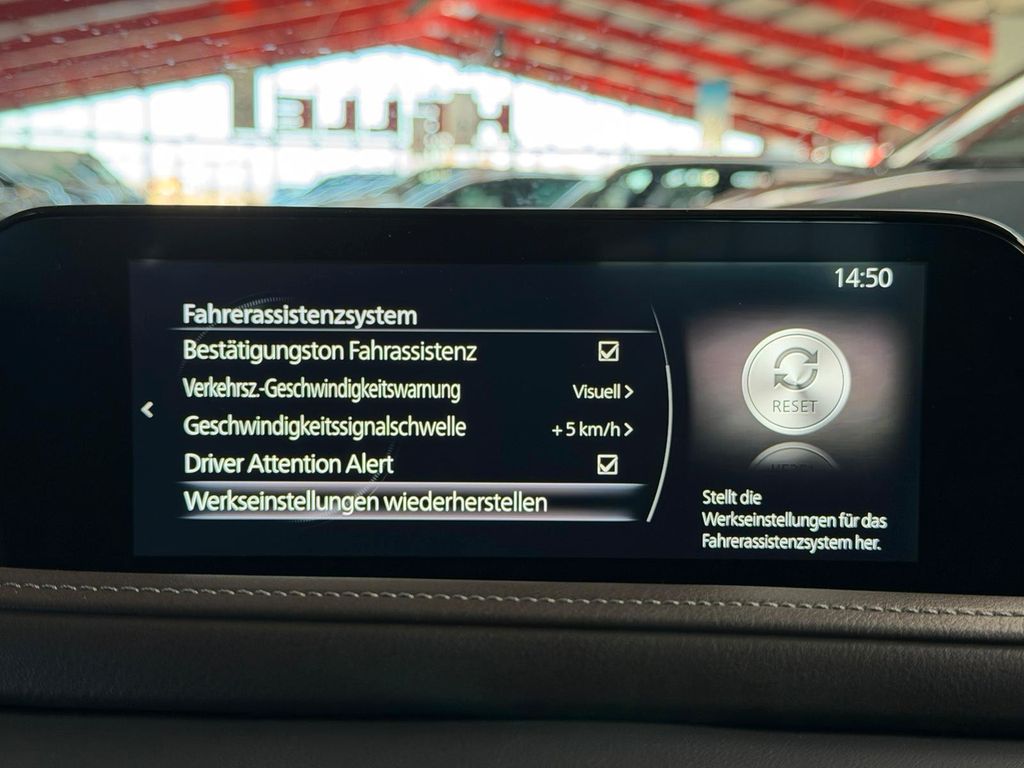 14:50
Fahrerassistenzsystem
Bestätigungston Fahrassistenz
Verkehrsz.-Geschwindigkeitswarnung Visuell
Geschwindigkeitssignalschwelle + 5 km/h
Driver Attention Alert
Werkseinstellungen wiederherstellen
RESET
Stellt die
Werkseinstellungen für das
Fahrerassistenzsystem her.